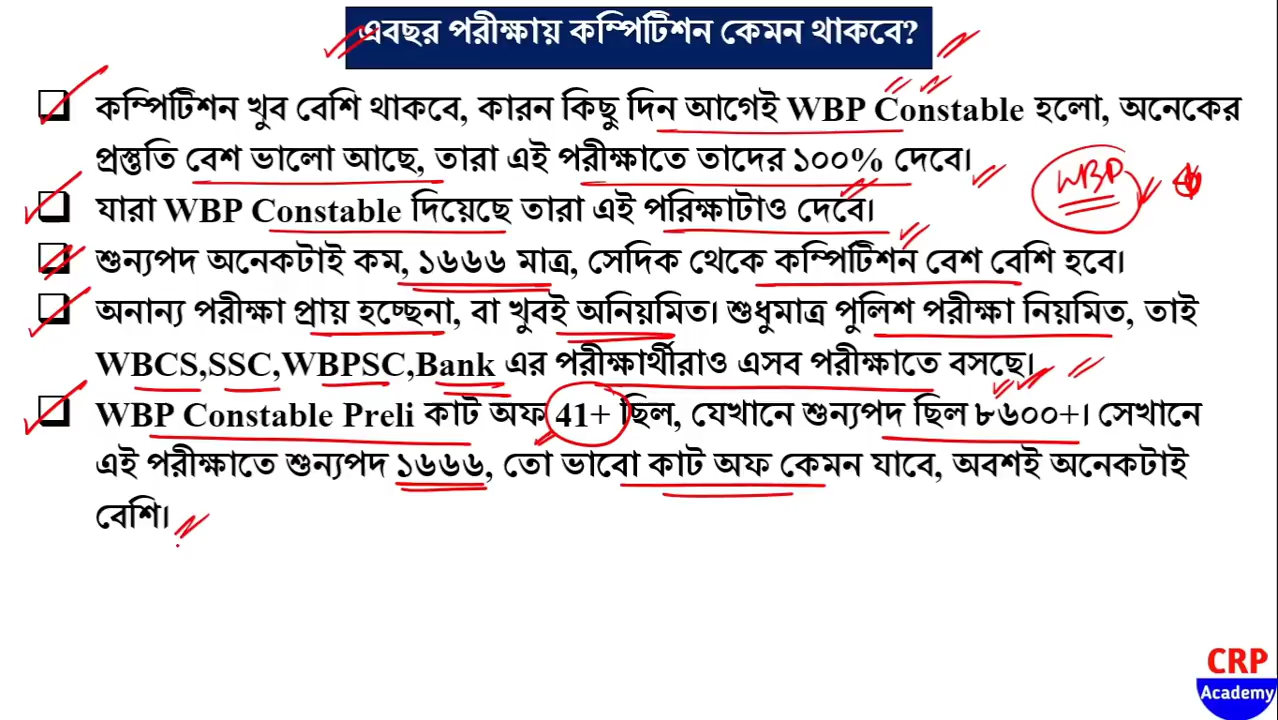 এবছর পরীক্ষায় কম্পিটিশন কেমন থাকবে?
কম্পিটিশন খুব বেশি থাকবে, কারন কিছু দিন আগেই WBP Constable হলো, অনেকের
প্রস্তুতি বেশ ভালো আছে, তারা এই পরীক্ষাতে তাদের ১০০% দেবে।
WBP
যারা WBP Constable দিয়েছে তারা এই পরিক্ষাটাও দেবে।
শুন্যপদ অনেকটাই কম, ১৬৬৬ মাত্র, সেদিক থেকে কম্পিটিশন বেশ বেশি হবে।
অনান্য পরীক্ষা প্রায় হচ্ছেনা, বা খুবই অনিয়মিত। শুধুমাত্র পুলিশ পরীক্ষা নিয়মিত, তাই
WBCS,SSC,WBPSC,Bank এর পরীক্ষার্থীরাও এসব পরীক্ষাতে বসছে।
WBP Constable Preli কাট অফ 41+ ছিল, যেখানে শুন্যপদ ছিল ৮৬০০+। সেখানে
এই পরীক্ষাতে শুন্যপদ ১৬৬৬, তো ভাবো কাট অফ কেমন যাবে, অবশই অনেকটাই
বেশি।
CRP
Academy